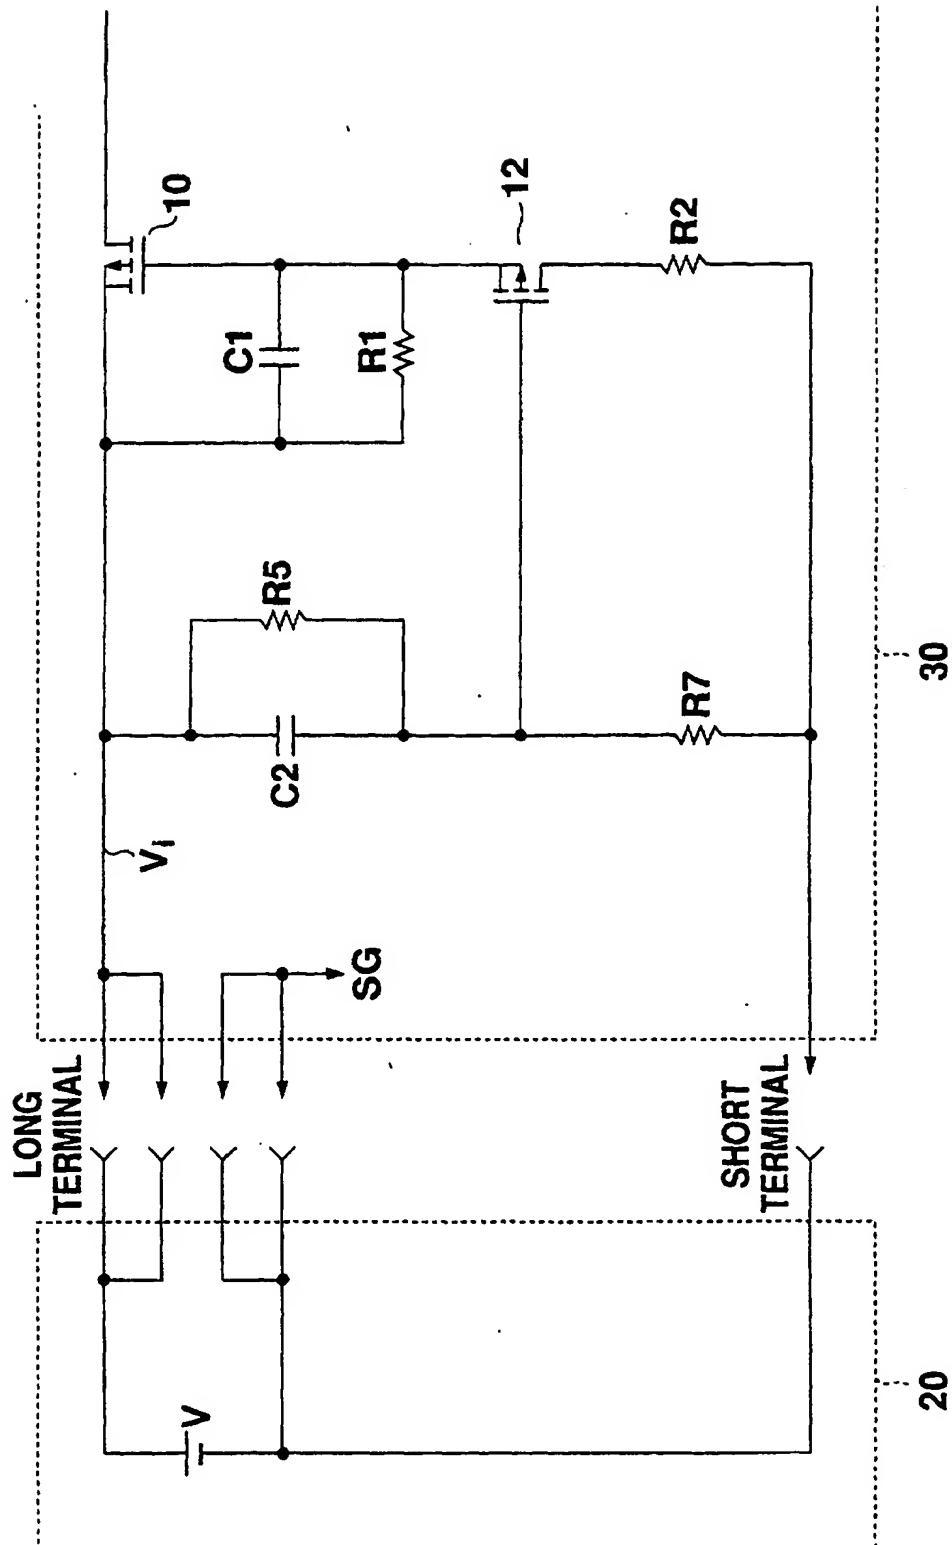 LONG
TERMINAL
V
Vi
SG
C2
R5
C1
R1
10
12
R2
R7
SHORT
TERMINAL
20
30